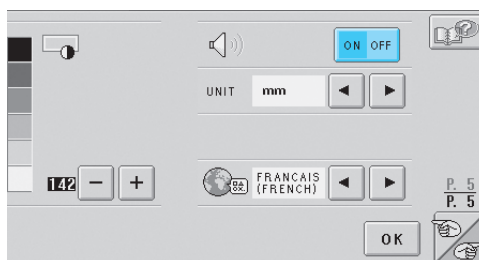 ON OFF
UNIT mm
FRANCAIS
(FRENCH)
142 − +
P. 5
P. 5
OK